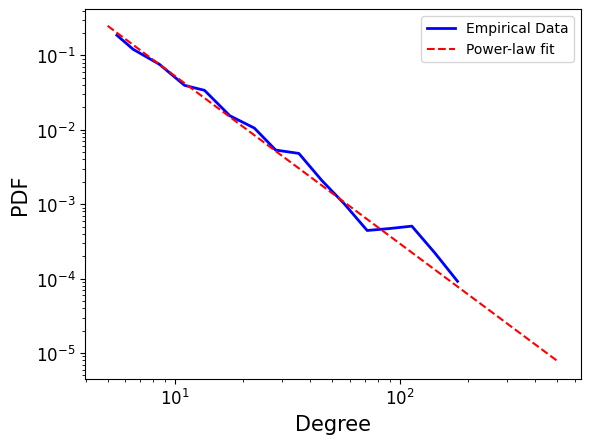 Empirical Data
Power-law fit
PDF
10⁻¹
10⁻²
10⁻³
10⁻⁴
10⁻⁵
10¹
10²
Degree